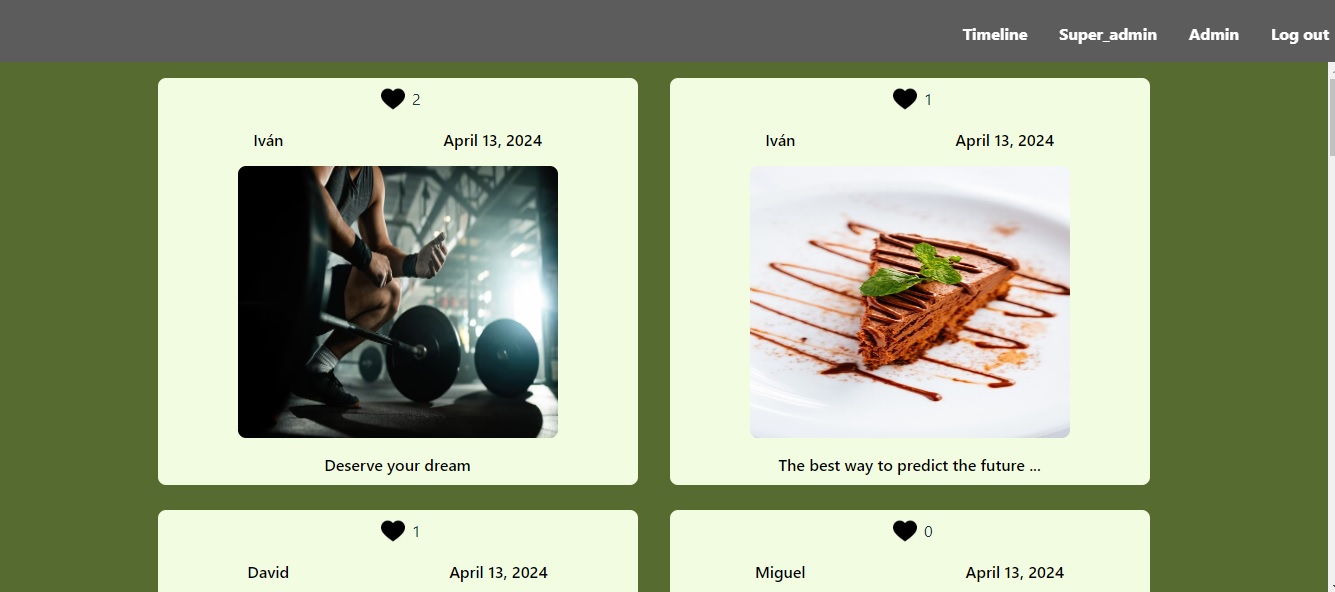 Timeline Super_admin Admin Log out
2
Iván April 13, 2024
Deserve your dream
1
Iván April 13, 2024
The best way to predict the future ...
1
David April 13, 2024
0
Miguel April 13, 2024